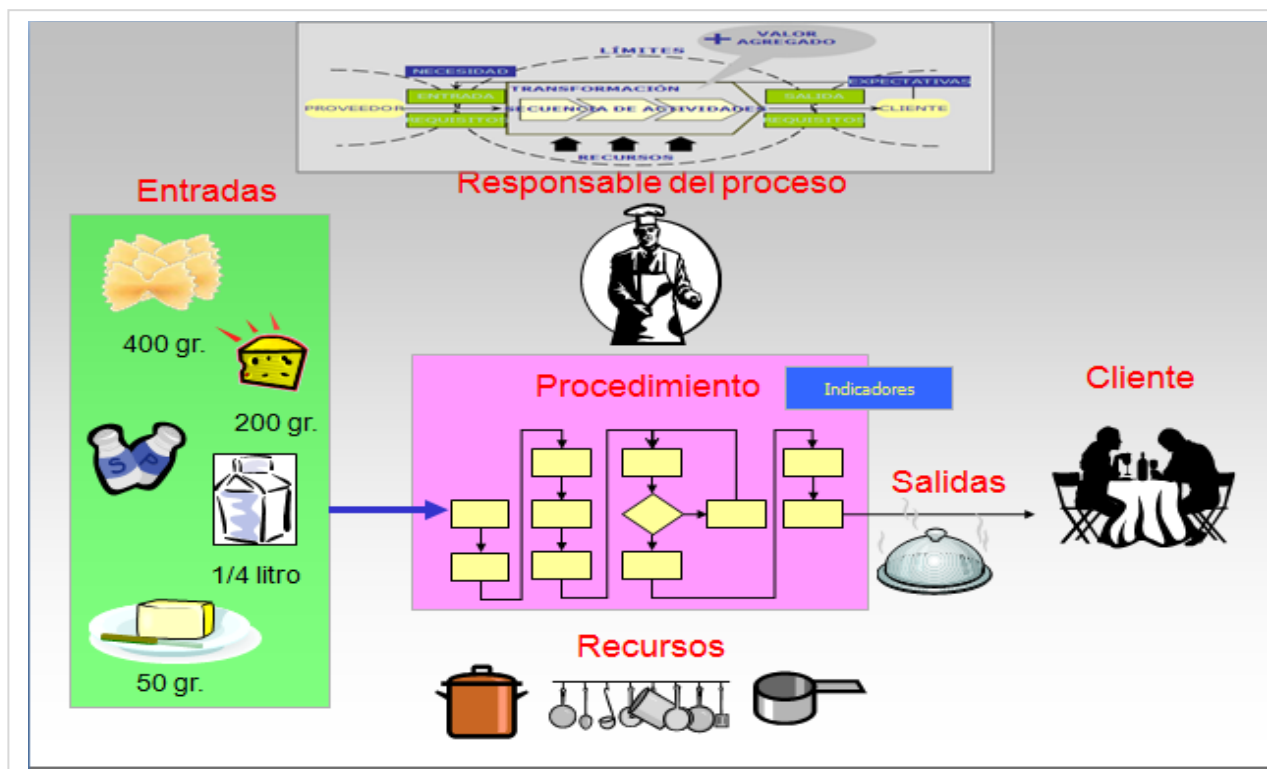 + VALOR
AGREGADO
LÍMITES
NECESIDAD
EXPECTATIVAS
TRANSFORMACIÓN
ENTRADA
SALIDA
PROVEEDOR
SECUENCIA DE ACTIVIDADES
CLIENTE
REQUISITOS
REQUISITOS
RECURSOS
Entradas
Responsable del proceso
400 gr.
200 gr.
S P
1/4 litro
50 gr.
Procedimiento
Indicadores
Cliente
Salidas
Recursos